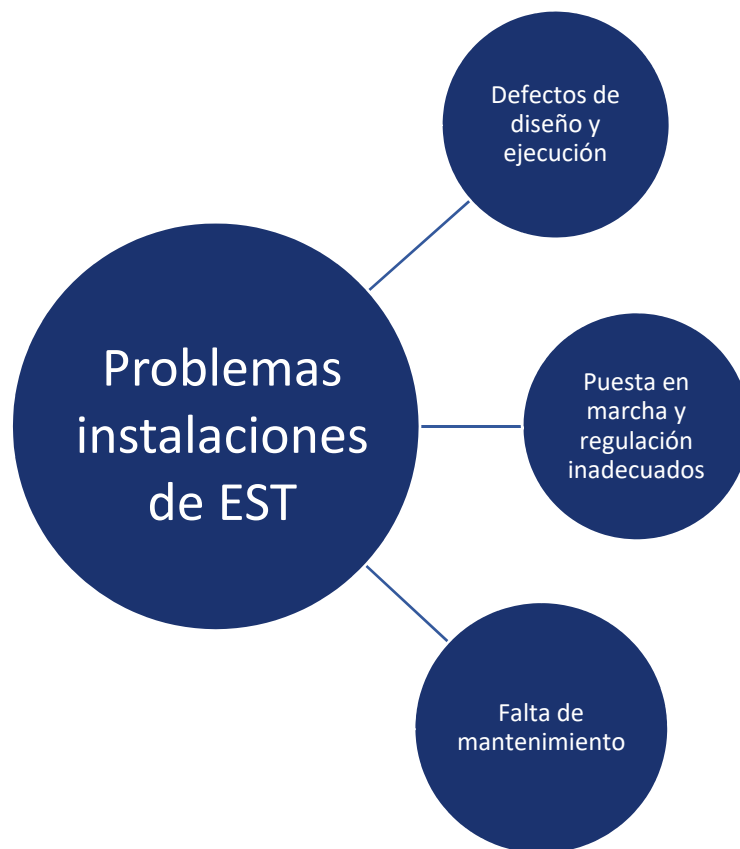 Problemas
instalaciones
de EST
Defectos de
diseño y
ejecución
Puesta en
marcha y
regulación
inadecuados
Falta de
mantenimiento